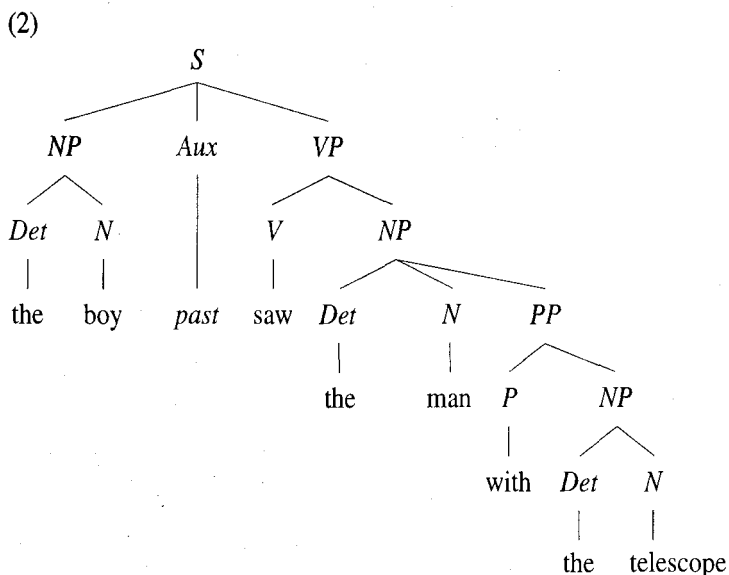 (2)
S
NP Aux VP
Det N V NP
the boy past saw Det N PP
the man P NP
with Det N
the telescope